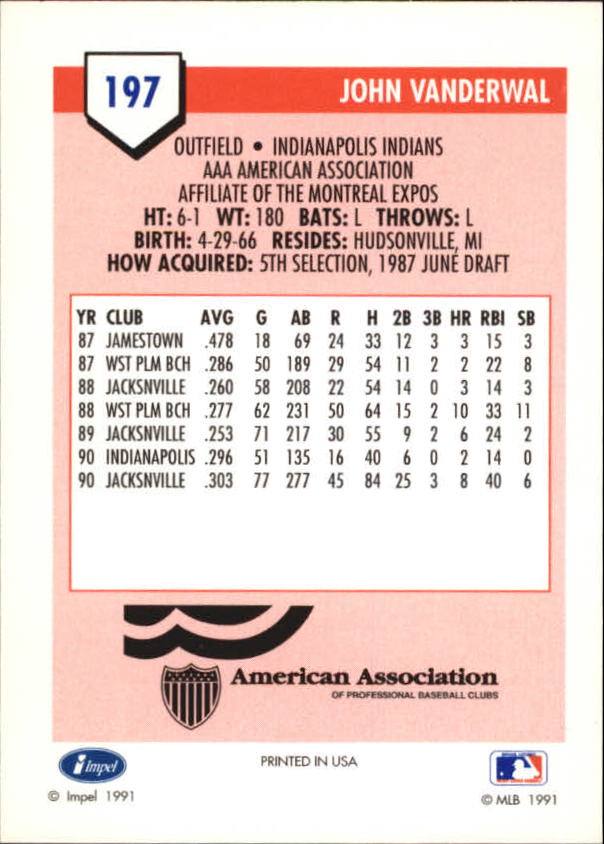 197
JOHN VANDERWAL
OUTFIELD • INDIANAPOLIS INDIANS
AAA AMERICAN ASSOCIATION
AFFILIATE OF THE MONTREAL EXPOS
HT: 6-1 WT: 180 BATS: L THROWS: L
BIRTH: 4-29-66 RESIDES: HUDSONVILLE, MI
HOW ACQUIRED: 5TH SELECTION, 1987 JUNE DRAFT
YR CLUB AVG G AB R H 2B 3B HR RBI SB
87 JAMESTOWN .478 18 69 24 33 12 3 3 15 3
87 WST PLM BCH .286 50 189 29 54 11 2 2 22 8
88 JACKSNVILLE .260 58 208 22 54 14 0 3 14 3
88 WST PLM BCH .277 62 231 50 64 15 2 10 33 11
89 JACKSNVILLE .253 71 217 30 55 9 2 6 24 2
90 INDIANAPOLIS .296 51 135 16 40 6 0 2 14 0
90 JACKSNVILLE .303 77 277 45 84 25 3 8 40 6
American Association
OF PROFESSIONAL BASEBALL CLUBS
impel
PRINTED IN USA
© Impel 1991
© MLB 1991